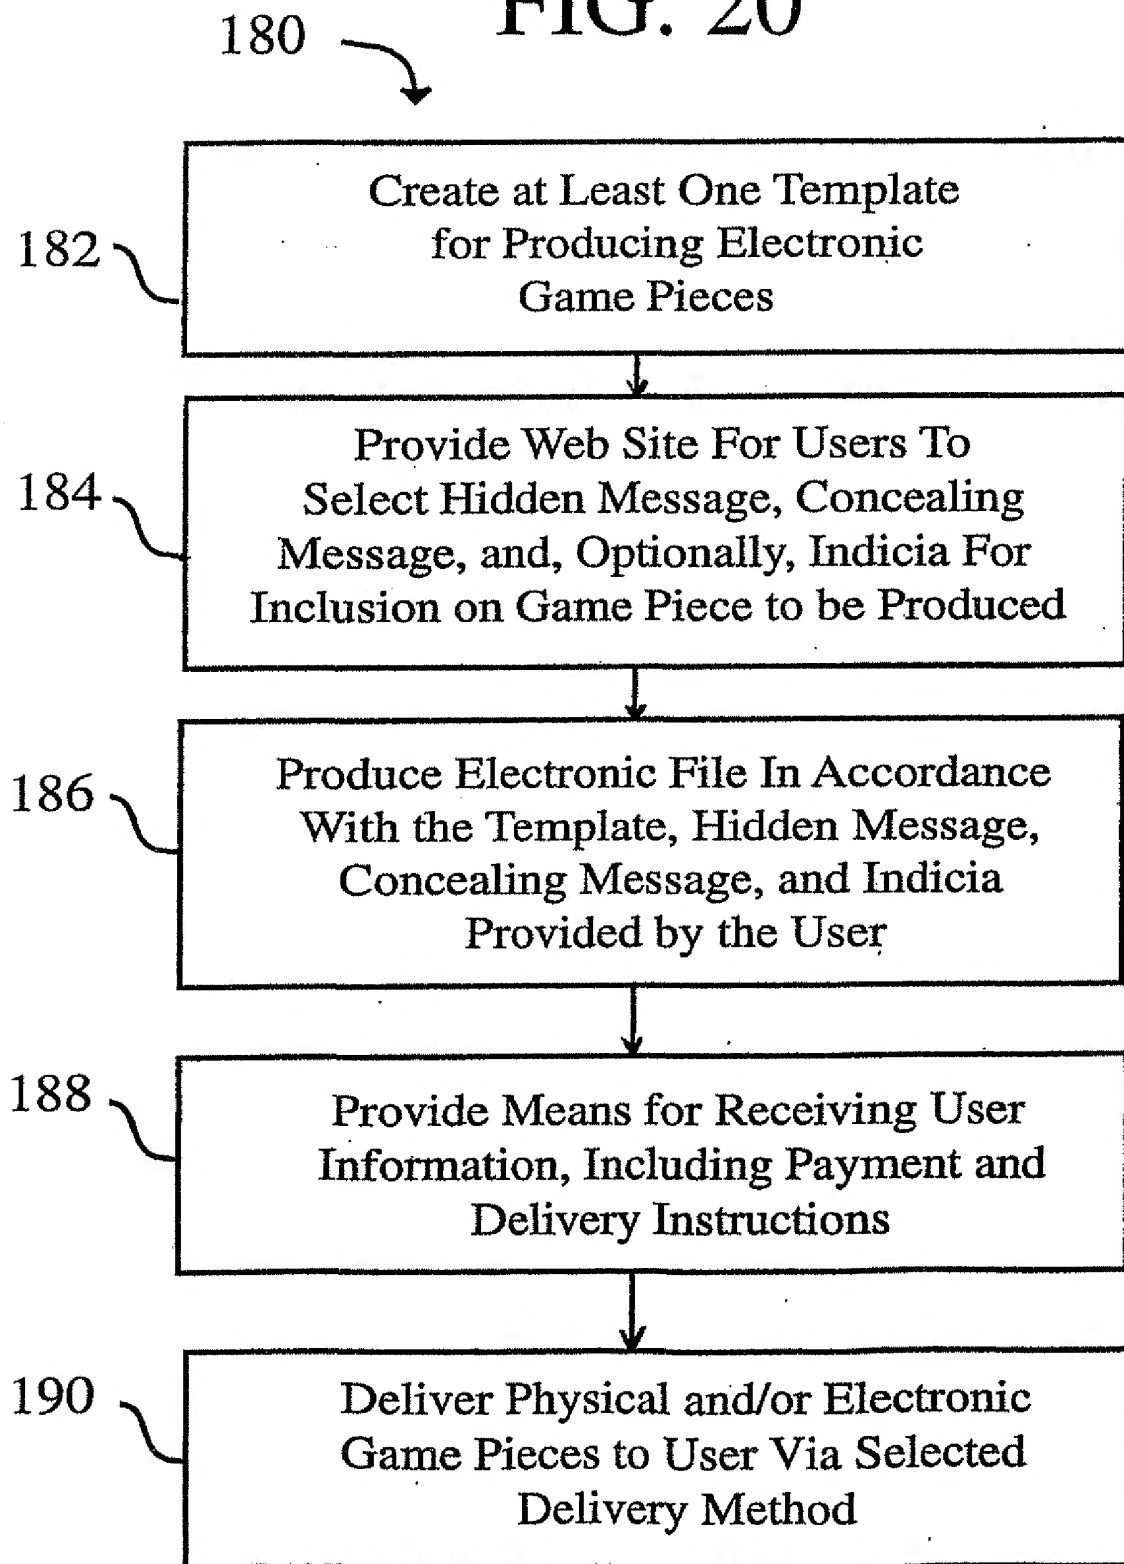 FIG. 20
180
182
Create at Least One Template
for Producing Electronic
Game Pieces
184
Provide Web Site For Users To
Select Hidden Message, Concealing
Message, and, Optionally, Indicia For
Inclusion on Game Piece to be Produced
186
Produce Electronic File In Accordance
With the Template, Hidden Message,
Concealing Message, and Indicia
Provided by the User
188
Provide Means for Receiving User
Information, Including Payment and
Delivery Instructions
190
Deliver Physical and/or Electronic
Game Pieces to User Via Selected
Delivery Method